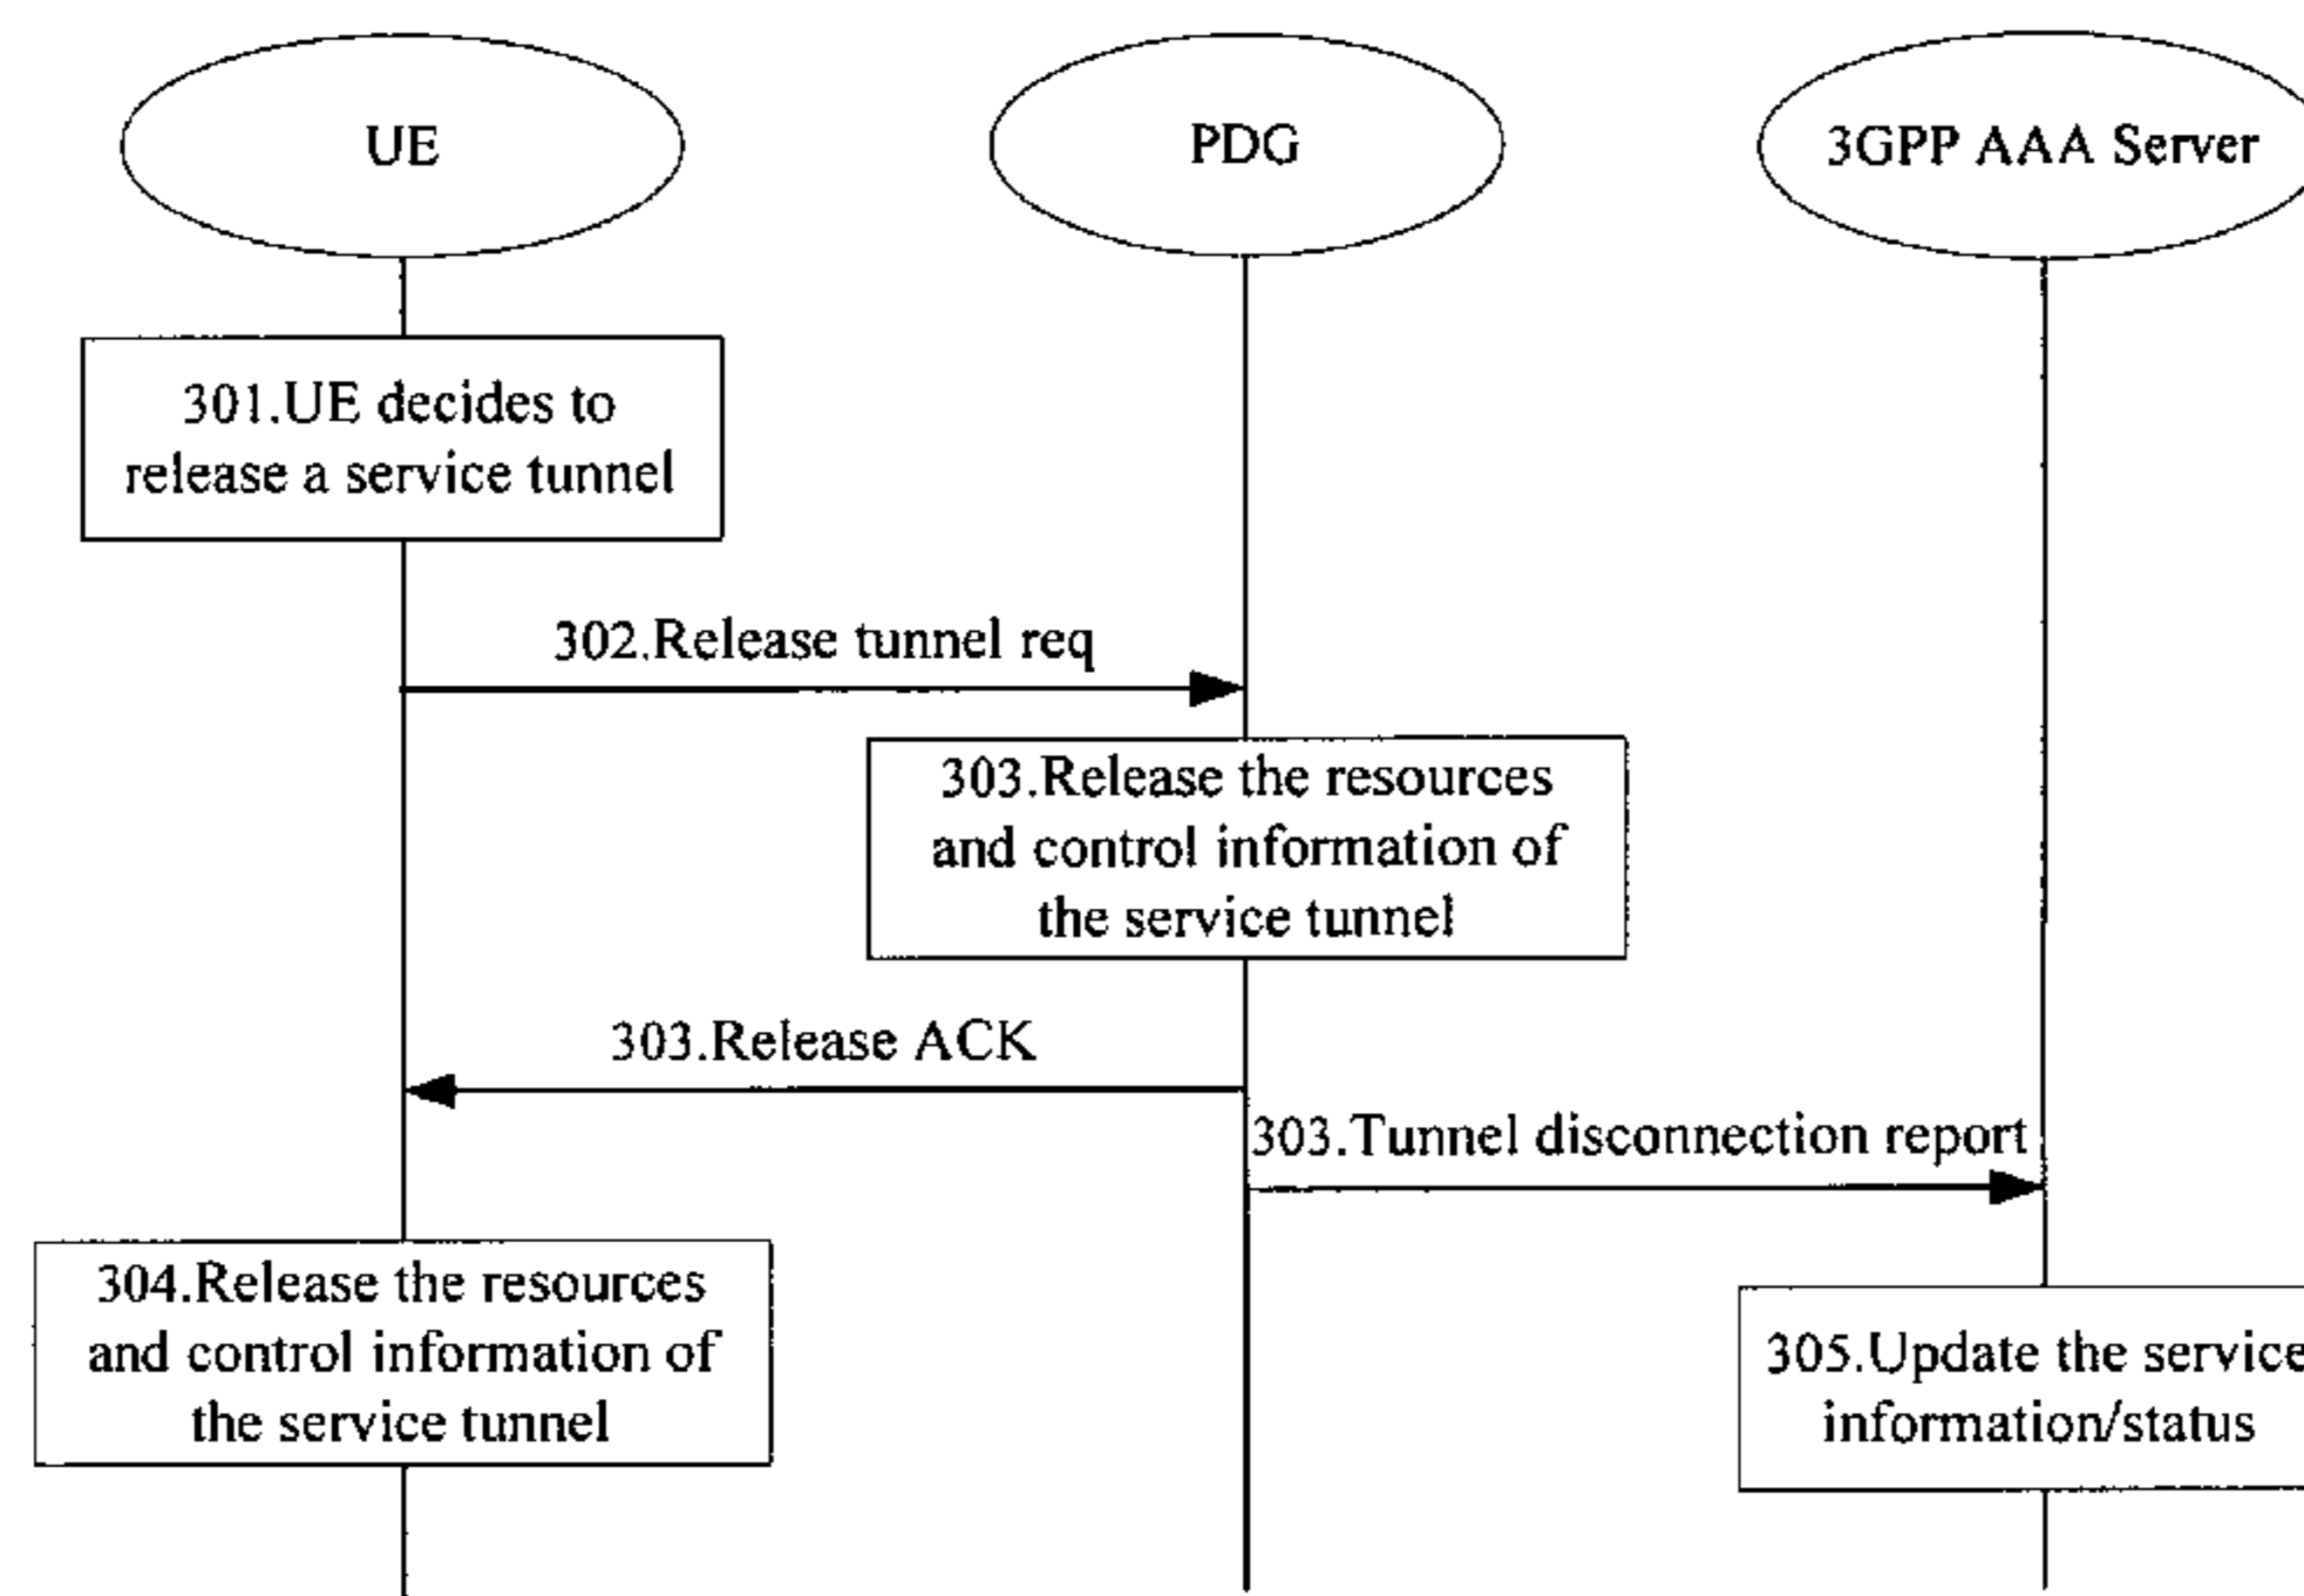 UE
PDG
3GPP AAA Server
301.UE decides to
release a service tunnel
302.Release tunnel req
303.Release the resources
and control information of
the service tunnel
303.Release ACK
303.Tunnel disconnection report
304.Release the resources
and control information of
the service tunnel
305.Update the service
information/status